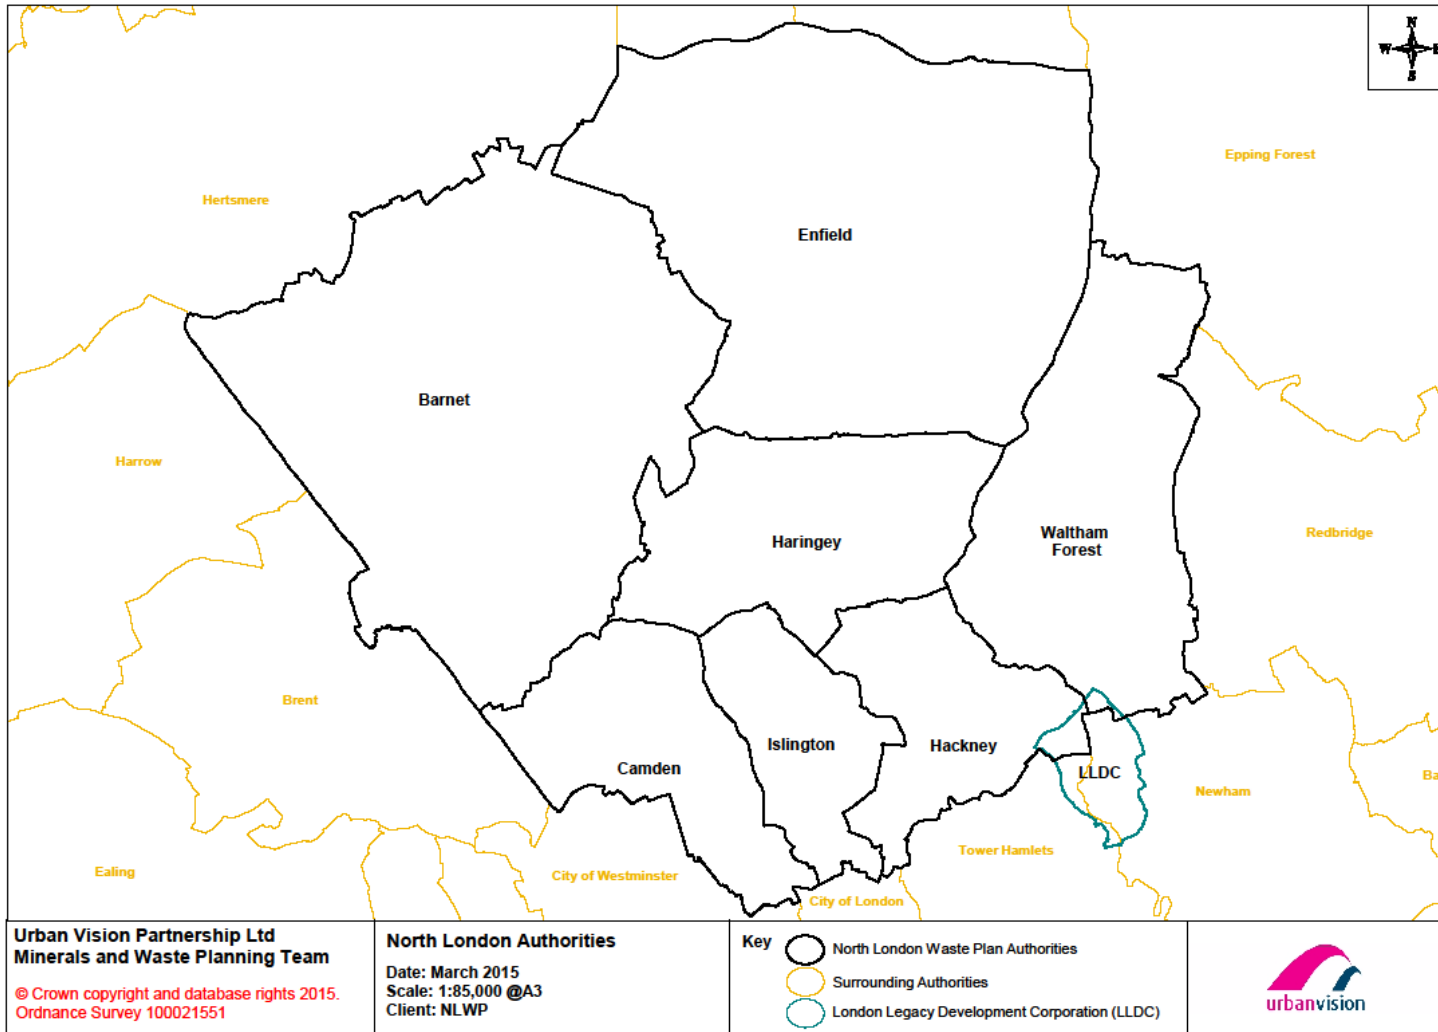 N
W
E
S
Epping Forest
Hertsmere
Enfield
Barnet
Harrow
Haringey
Waltham
Forest
Redbridge
Brent
Islington
Hackney
Camden
LLDC
Ba
Newham
Tower Hamlets
Ealing
City of Westminster
City of London
Urban Vision Partnership Ltd
Minerals and Waste Planning Team
© Crown copyright and database rights 2015.
Ordnance Survey 100021551
North London Authorities
Date: March 2015
Scale: 1:85,000 @A3
Client: NLWP
Key
North London Waste Plan Authorities
Surrounding Authorities
London Legacy Development Corporation (LLDC)
urbanvision